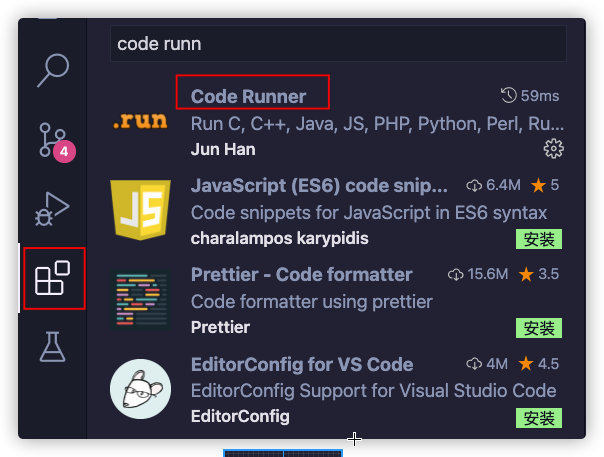 code runn
Code Runner
59ms
.run
Run C, C++, Java, JS, PHP, Python, Perl, Ru...
Jun Han
4
JavaScript (ES6) code snip...
6.4M
5
JS
Code snippets for JavaScript in ES6 syntax
charalampos karypidis
安装
Prettier - Code formatter
15.6M
3.5
Code formatter using prettier
Prettier
安装
EditorConfig for VS Code
4M
4.5
EditorConfig Support for Visual Studio Code
EditorConfig
安装